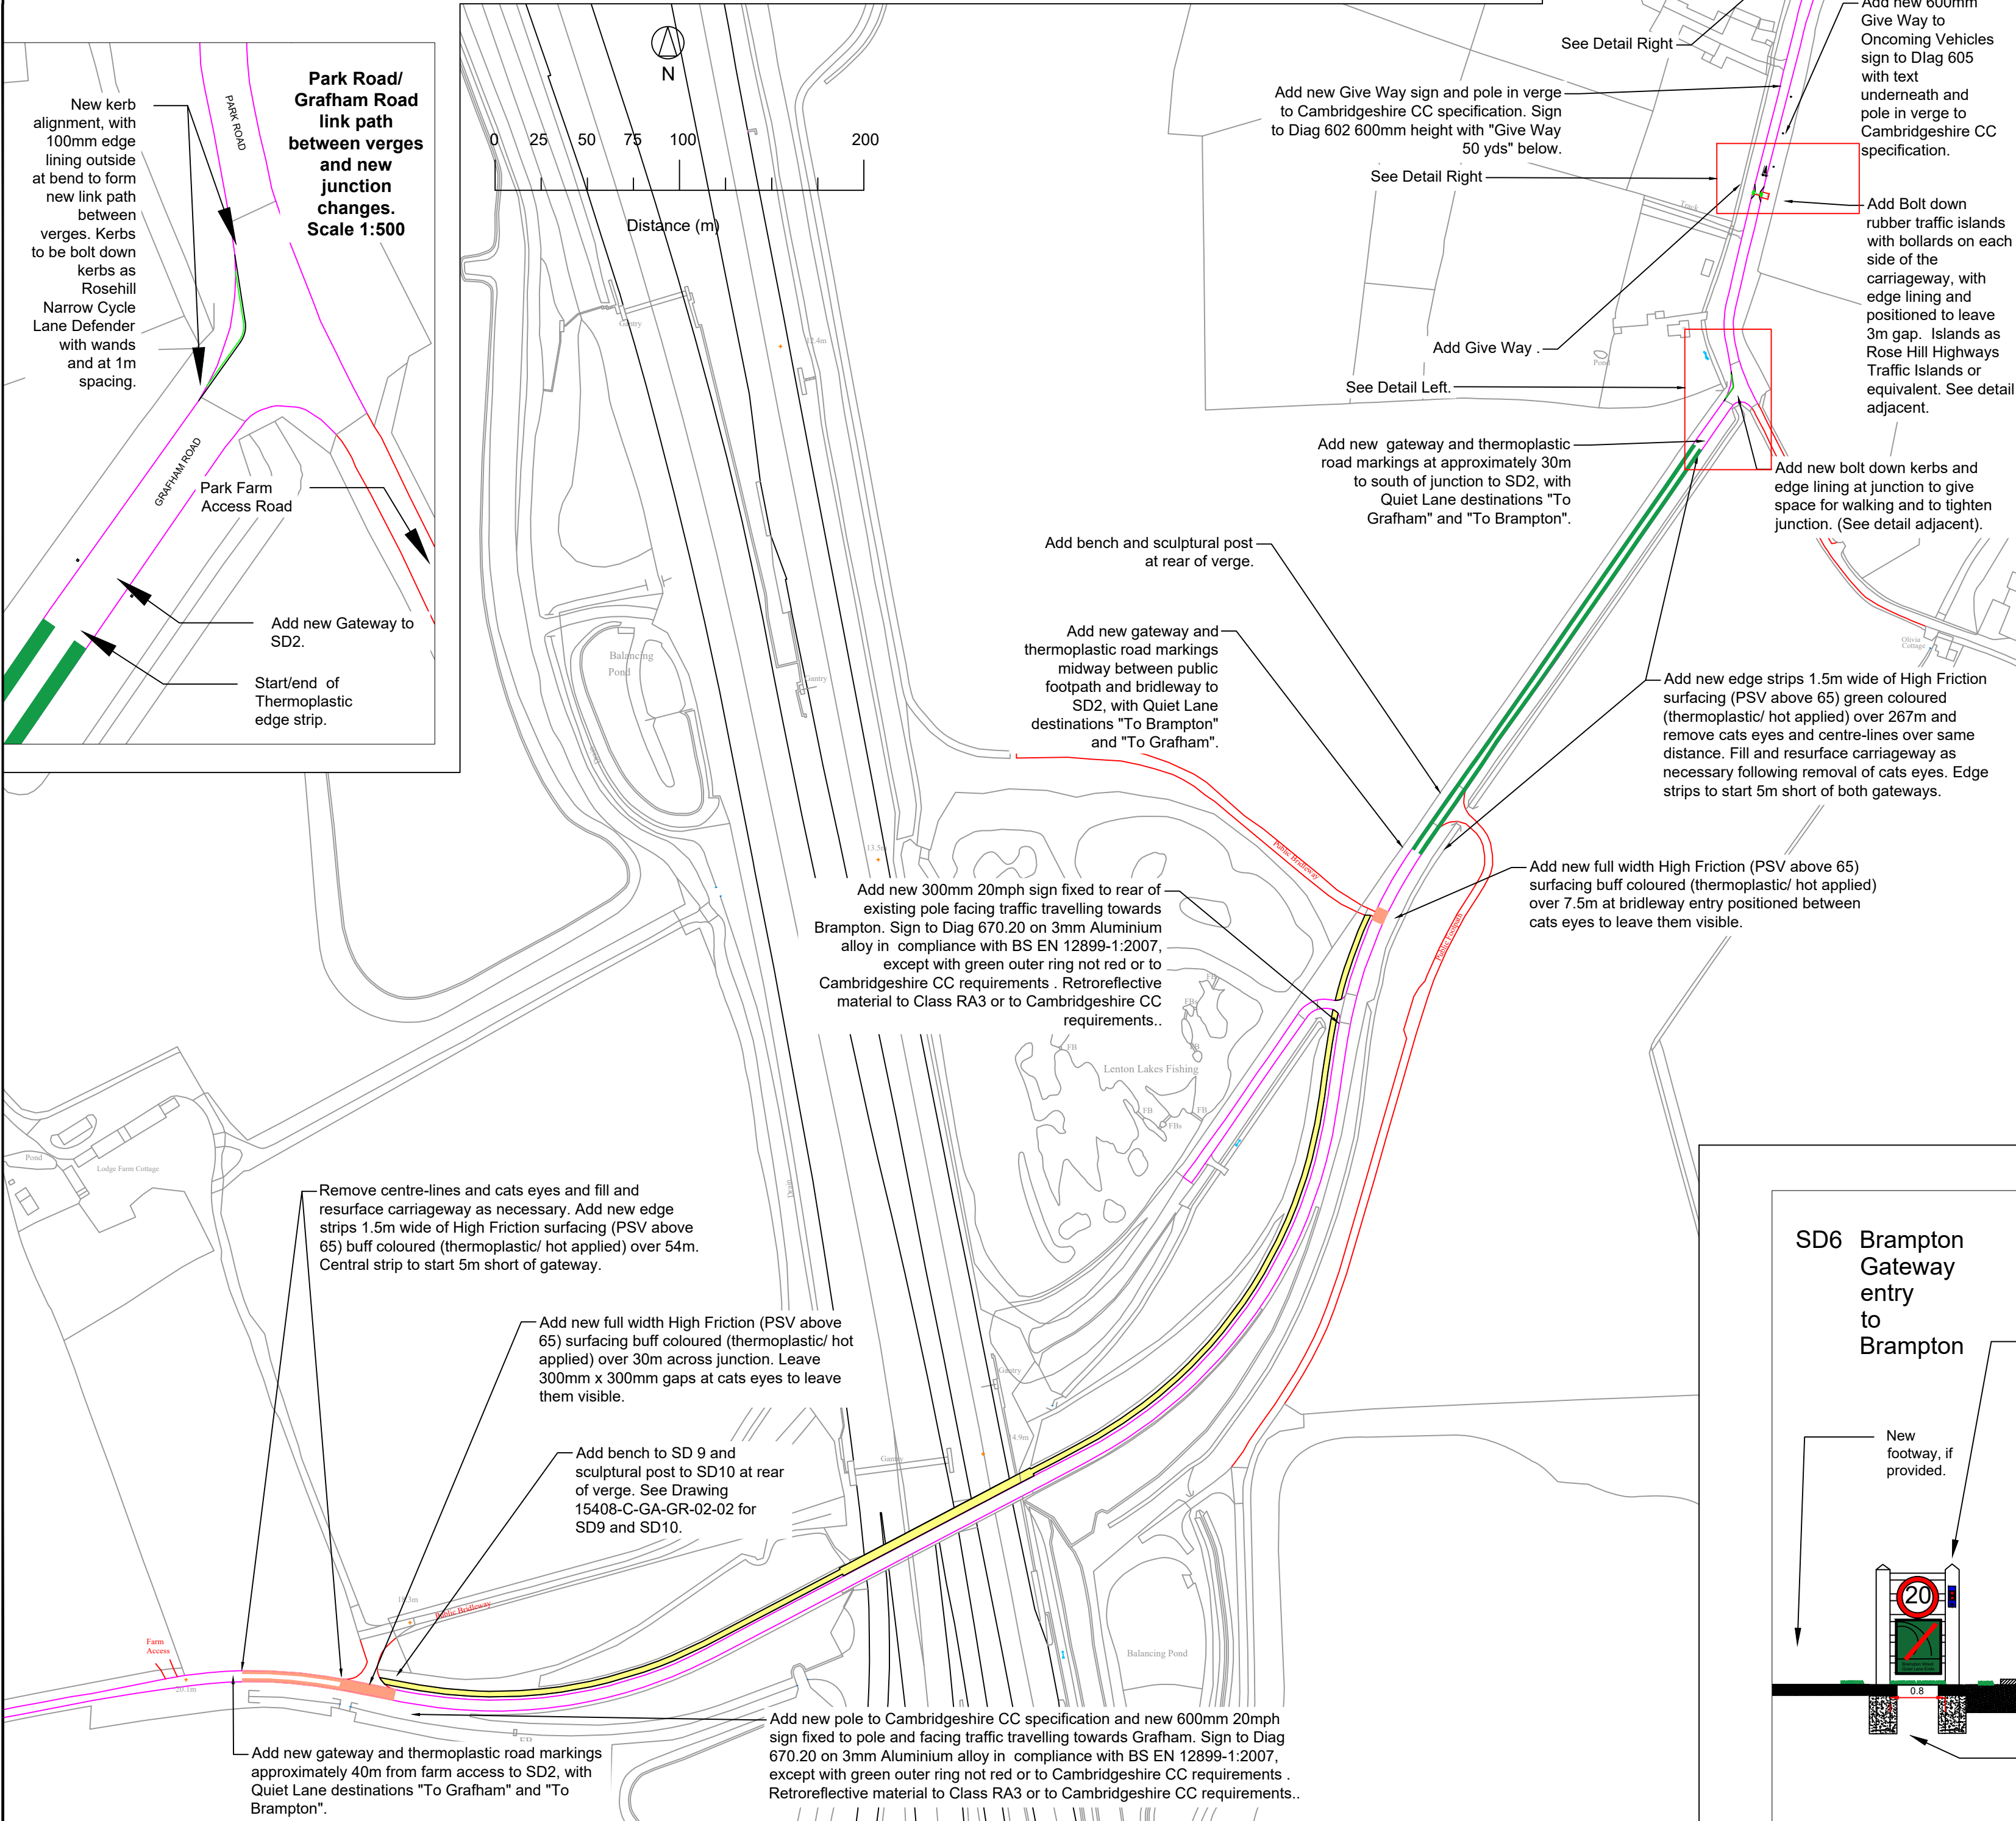 Park Road/
Grafham Road
link path
between verges
and new
junction
changes.
Scale 1:500
New kerb
alignment, with
100mm edge
lining outside
at bend to form
new link path
between
verges. Kerbs
to be bolt down
kerbs as
Rosehill
Narrow Cycle
Lane Defender
with wands
and at 1m
spacing.
PARK ROAD
GRAFHAM ROAD
Park Farm
Access Road
Add new Gateway to
SD2.
Start/end of
Thermoplastic
edge strip.
N
0 25 50 75 100 200
Distance (m)
See Detail Right
Add new 600mm
Give Way to
Oncoming Vehicles
sign to DIag 605
with text
underneath and
pole in verge to
Cambridgeshire CC
specification.
Add new Give Way sign and pole in verge
to Cambridgeshire CC specification. Sign
to Diag 602 600mm height with "Give Way
50 yds" below.
See Detail Right
Track
Add Bolt down
rubber traffic islands
with bollards on each
side of the
carriageway, with
edge lining and
positioned to leave
3m gap. Islands as
Rose Hill Highways
Traffic Islands or
equivalent. See detail
adjacent.
Add Give Way .
Pond
See Detail Left.
Add new gateway and thermoplastic
road markings at approximately 30m
to south of junction to SD2, with
Quiet Lane destinations "To
Grafham" and "To Brampton".
Add new bolt down kerbs and
edge lining at junction to give
space for walking and to tighten
junction. (See detail adjacent).
Add bench and sculptural post
at rear of verge.
Add new gateway and
thermoplastic road markings
midway between public
footpath and bridleway to
SD2, with Quiet Lane
destinations "To Brampton"
and "To Grafham".
Olivia
Cottage
Add new edge strips 1.5m wide of High Friction
surfacing (PSV above 65) green coloured
(thermoplastic/ hot applied) over 267m and
remove cats eyes and centre-lines over same
distance. Fill and resurface carriageway as
necessary following removal of cats eyes. Edge
strips to start 5m short of both gateways.
Gantry
12.4m
Balancing
Pond
Gantry
Drain
13.5m
Public Bridleway
Public Footpath
Add new full width High Friction (PSV above 65)
surfacing buff coloured (thermoplastic/ hot applied)
over 7.5m at bridleway entry positioned between
cats eyes to leave them visible.
Add new 300mm 20mph sign fixed to rear of
existing pole facing traffic travelling towards
Brampton. Sign to Diag 670.20 on 3mm Aluminium
alloy in compliance with BS EN 12899-1:2007,
except with green outer ring not red or to
Cambridgeshire CC requirements . Retroreflective
material to Class RA3 or to Cambridgeshire CC
requirements..
FB
FBs
FB
FB
Lenton Lakes Fishing
FB
FB
FBs
Pond
Lodge Farm Cottage
Drain
Remove centre-lines and cats eyes and fill and
resurface carriageway as necessary. Add new edge
strips 1.5m wide of High Friction surfacing (PSV above
65) buff coloured (thermoplastic/ hot applied) over 54m.
Central strip to start 5m short of gateway.
Add new full width High Friction (PSV above
65) surfacing buff coloured (thermoplastic/ hot
applied) over 30m across junction. Leave
300mm x 300mm gaps at cats eyes to leave
them visible.
Gantry
14.9m
Gantry
Add bench to SD 9 and
sculptural post to SD10 at rear
of verge. See Drawing
15408-C-GA-GR-02-02 for
SD9 and SD10.
Public Bridleway
Farm
Access
20.1m
Balancing Pond
Add new gateway and thermoplastic road markings
approximately 40m from farm access to SD2, with
Quiet Lane destinations "To Grafham" and "To
Brampton".
Add new pole to Cambridgeshire CC specification and new 600mm 20mph
sign fixed to pole and facing traffic travelling towards Grafham. Sign to Diag
670.20 on 3mm Aluminium alloy in compliance with BS EN 12899-1:2007,
except with green outer ring not red or to Cambridgeshire CC requirements .
Retroreflective material to Class RA3 or to Cambridgeshire CC requirements..
SD6 Brampton
Gateway
entry
to
Brampton
New
footway, if
provided.
20
0.8